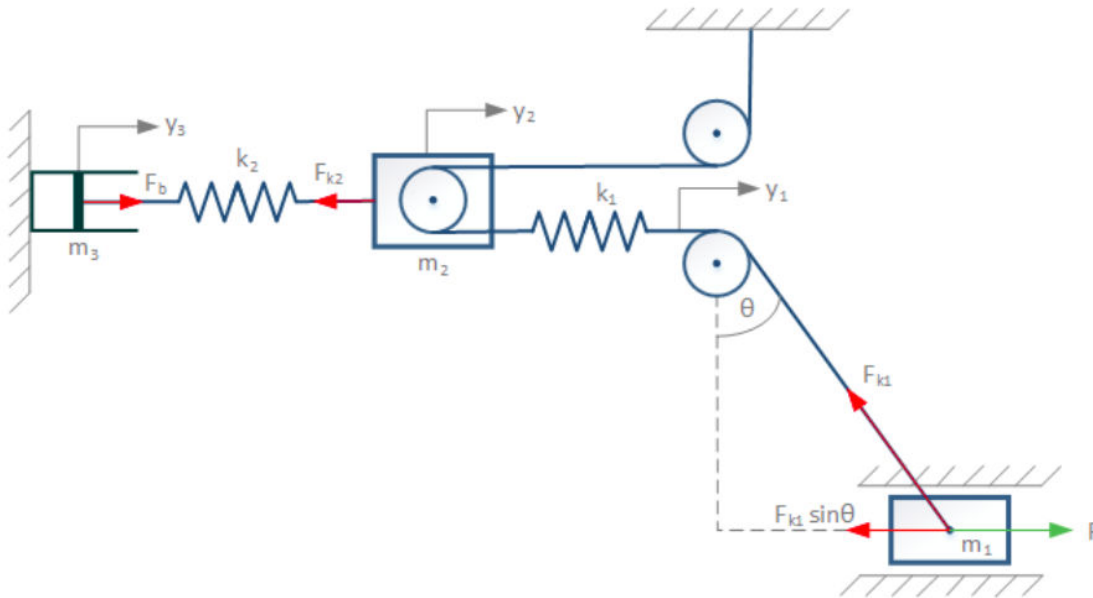 y₃
y₂
k₂
F_b
F_k2
k₁
y₁
m₃
m₂
θ
F_k1
F_k1 sinθ
m₁